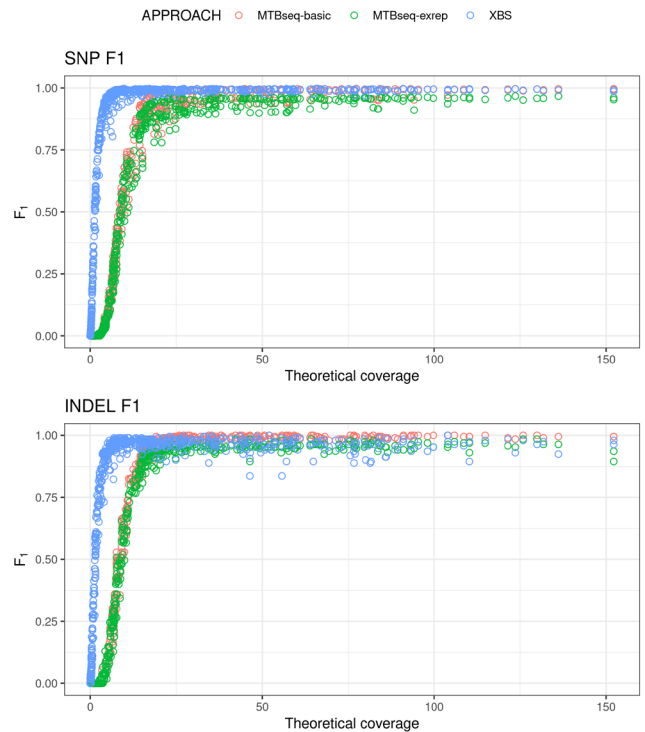 APPROACH MTBseq-basic MTBseq-exrep XBS
SNP F1
1.00
0.75
0.50
0.25
0.00
F1
0 50 100 150
Theoretical coverage
INDEL F1
1.00
0.75
0.50
0.25
0.00
F1
0 50 100 150
Theoretical coverage